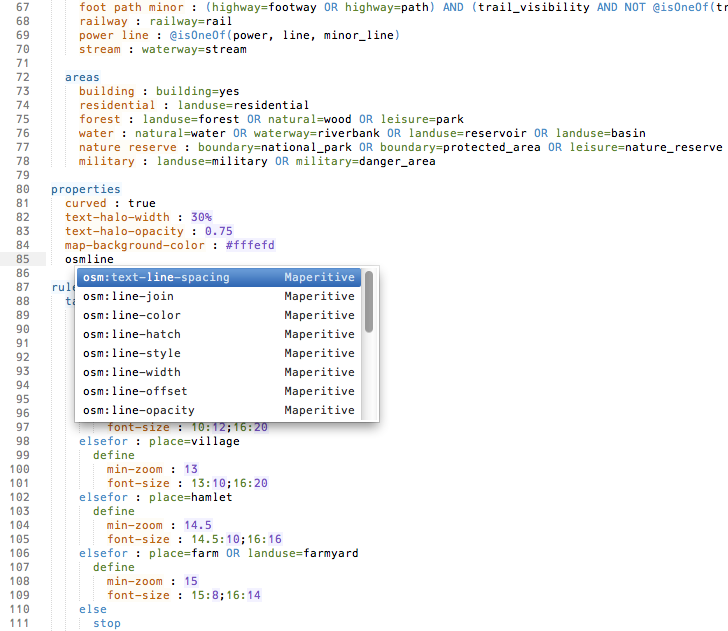 67 foot path minor : (highway=footway OR highway=path) AND (trail_visibility AND NOT @isOneOf(tr
68 railway : railway=rail
69 power line : @isOneOf(power, line, minor_line)
70 stream : waterway=stream
71
72 areas
73 building : building=yes
74 residential : landuse=residential
75 forest : landuse=forest OR natural=wood OR leisure=park
76 water : natural=water OR waterway=riverbank OR landuse=reservoir OR landuse=basin
77 nature reserve : boundary=national_park OR boundary=protected_area OR leisure=nature_reserve
78 military : landuse=military OR military=danger_area
79
80 properties
81 curved : true
82 text-halo-width : 30%
83 text-halo-opacity : 0.75
84 map-background-color : #fffefd
85 osmline
86 osm:text-line-spacing Maperitive
87 rule
osm:line-join Maperitive
88 ta
osm:line-color Maperitive
89
90 osm:line-hatch Maperitive
91
osm:line-style Maperitive
92
93 osm:line-width Maperitive
94
osm:line-offset Maperitive
95
96 osm:line-opacity Maperitive
97 font-size : 10:12;16:20
98 elsefor : place=village
99 define
100 min-zoom : 13
101 font-size : 13:10;16:20
102 elsefor : place=hamlet
103 define
104 min-zoom : 14.5
105 font-size : 14.5:10;16:16
106 elsefor : place=farm OR landuse=farmyard
107 define
108 min-zoom : 15
109 font-size : 15:8;16:14
110 else
111 stop